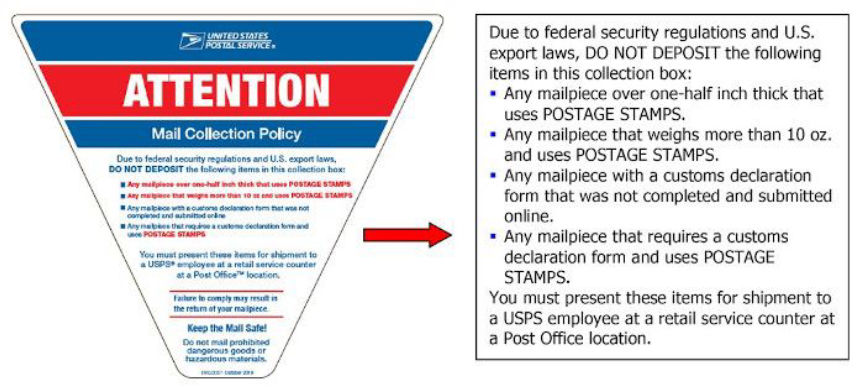 UNITED STATES
POSTAL SERVICE®
ATTENTION
Mail Collection Policy
Due to federal security regulations and U.S. export laws,
DO NOT DEPOSIT the following items in this collection box:
■ Any mailpiece over one-half inch thick that uses POSTAGE STAMPS
■ Any mailpiece that weighs more than 10 oz and uses POSTAGE STAMPS
■ Any mailpiece with a customs declaration form that was not
completed and submitted online
■ Any mailpiece that requires a customs declaration form and
uses POSTAGE STAMPS
You must present these items for shipment to
a USPS® employee at a retail service counter
at a Post Office™ location.
Failure to comply may result in
the return of your mailpiece.
Keep the Mail Safe!
Do not mail prohibited
dangerous goods or
hazardous materials.
October 2019
Due to federal security regulations and U.S.
export laws, DO NOT DEPOSIT the following
items in this collection box:
▪ Any mailpiece over one-half inch thick that
uses POSTAGE STAMPS.
▪ Any mailpiece that weighs more than 10 oz.
and uses POSTAGE STAMPS.
▪ Any mailpiece with a customs declaration
form that was not completed and submitted
online.
▪ Any mailpiece that requires a customs
declaration form and uses POSTAGE
STAMPS.
You must present these items for shipment to
a USPS employee at a retail service counter at
a Post Office location.